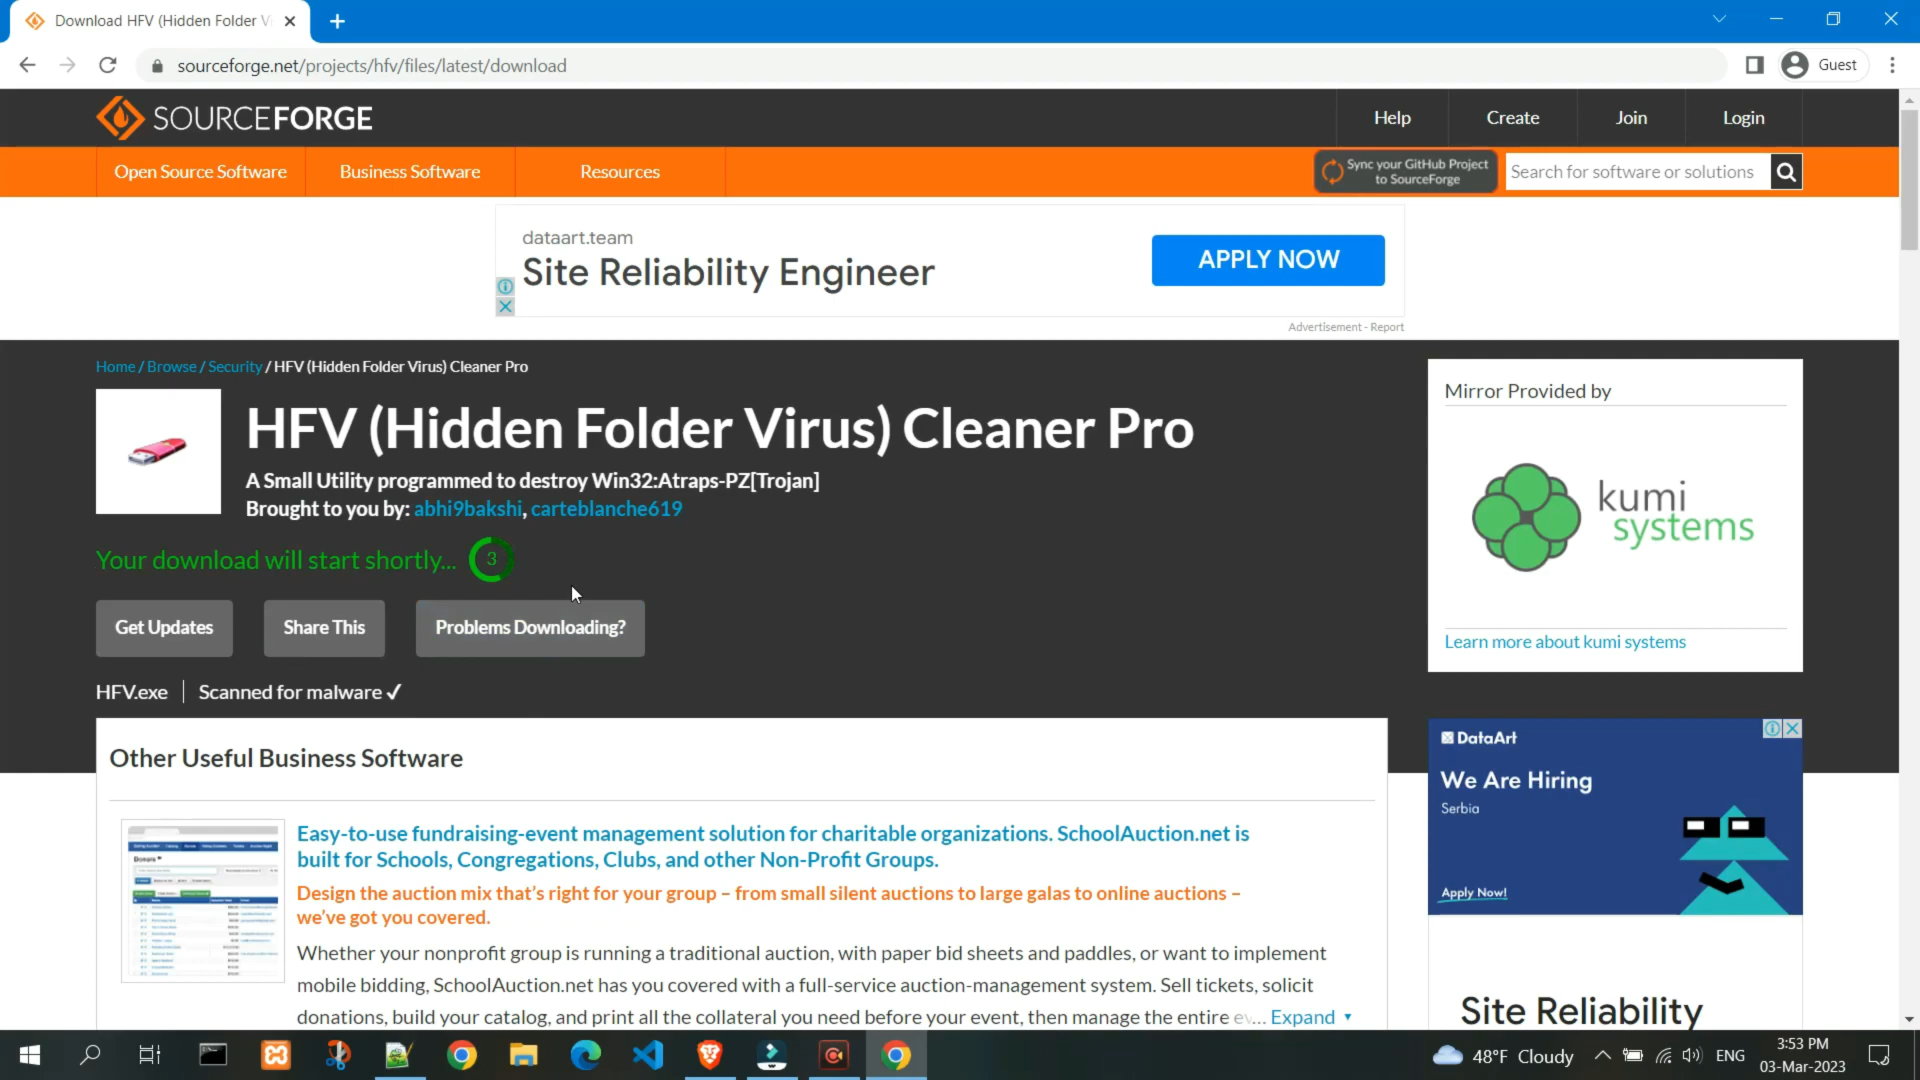 Download HFV (Hidden Folder Vi
sourceforge.net/projects/hfv/files/latest/download
Guest
SOURCEFORGE
Help
Create
Join
Login
Open Source Software
Business Software
Resources
Sync your GitHub Project
to SourceForge
Search for software or solutions
dataart.team
Site Reliability Engineer
APPLY NOW
Advertisement - Report
Home / Browse / Security / HFV (Hidden Folder Virus) Cleaner Pro
HFV (Hidden Folder Virus) Cleaner Pro
A Small Utility programmed to destroy Win32:Atraps-PZ[Trojan]
Brought to you by: abhi9bakshi, carteblanche619
Your download will start shortly... 3
Get Updates
Share This
Problems Downloading?
HFV.exe
Scanned for malware ✓
Mirror Provided by
kumi
systems
Learn more about kumi systems
Other Useful Business Software
Easy-to-use fundraising-event management solution for charitable organizations. SchoolAuction.net is
built for Schools, Congregations, Clubs, and other Non-Profit Groups.
Design the auction mix that's right for your group – from small silent auctions to large galas to online auctions –
we've got you covered.
Whether your nonprofit group is running a traditional auction, with paper bid sheets and paddles, or want to implement
mobile bidding, SchoolAuction.net has you covered with a full-service auction-management system. Sell tickets, solicit
donations, build your catalog, and print all the collateral you need before your event, then manage the entire ev... Expand
Donors
DataArt
We Are Hiring
Serbia
Apply Now!
Site Reliability
48°F Cloudy
ENG
3:53 PM
03-Mar-2023